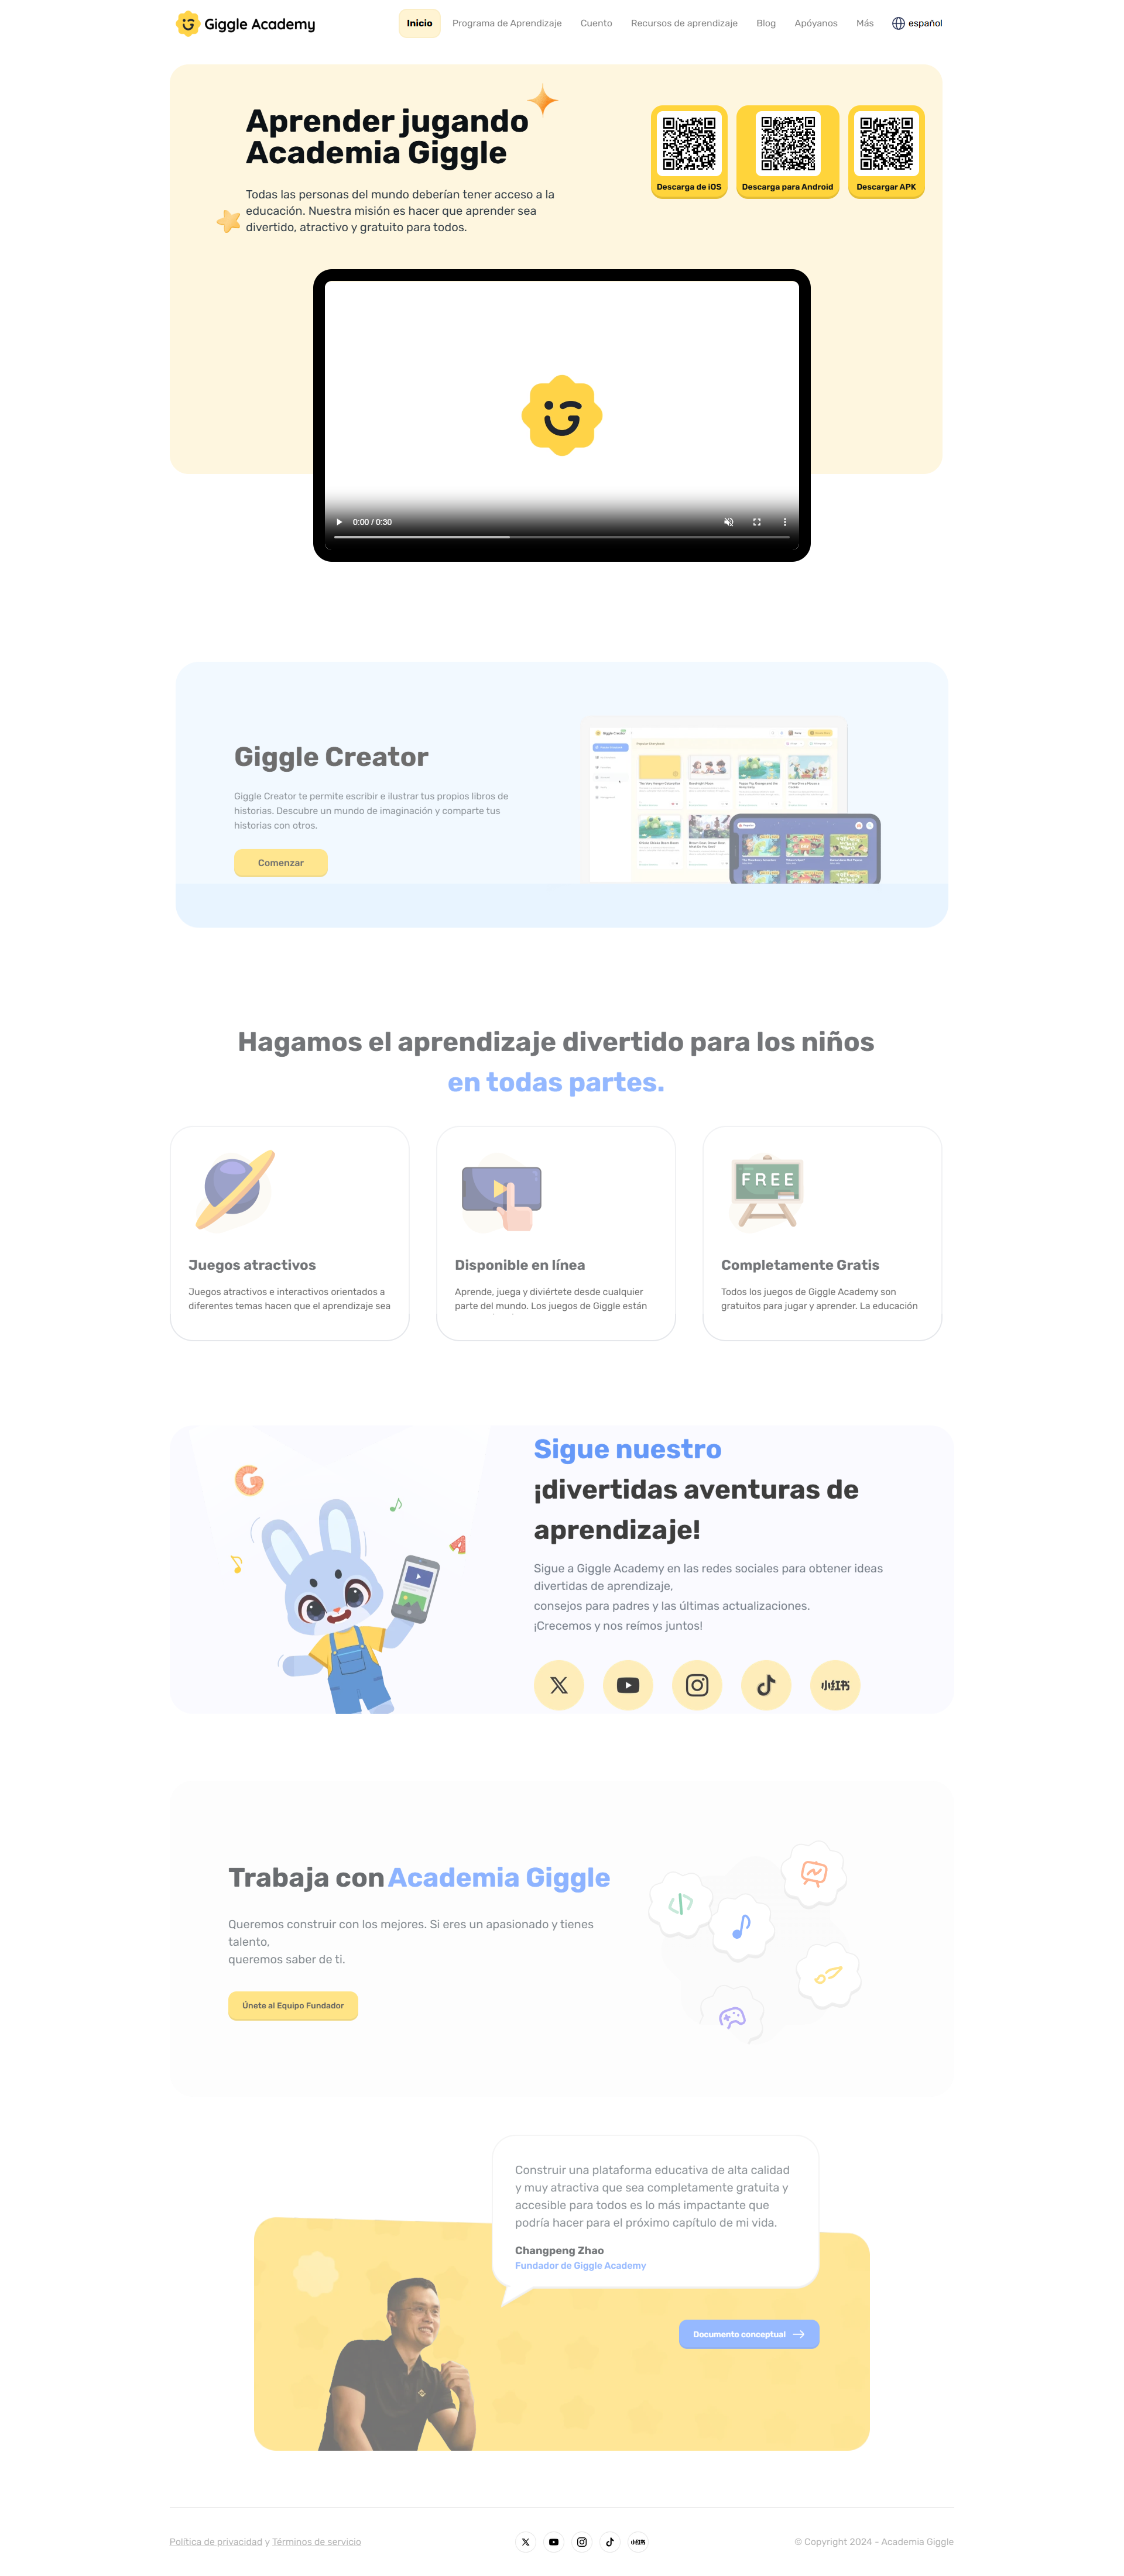 Giggle Academy
Inicio
Programa de Aprendizaje
Cuento
Recursos de aprendizaje
Blog
Apóyanos
Más
español
Aprender jugando
Academia Giggle
Todas las personas del mundo deberían tener acceso a la
educación. Nuestra misión es hacer que aprender sea
divertido, atractivo y gratuito para todos.
Descarga de iOS
Descarga para Android
Descargar APK
0:00 / 0:30
Giggle Creator
Giggle Creator te permite escribir e ilustrar tus propios libros de
historias. Descubre un mundo de imaginación y comparte tus
historias con otros.
Comenzar
Hagamos el aprendizaje divertido para los niños
en todas partes.
FREE
Juegos atractivos
Juegos atractivos e interactivos orientados a
diferentes temas hacen que el aprendizaje sea
Disponible en línea
Aprende, juega y diviértete desde cualquier
parte del mundo. Los juegos de Giggle están
Completamente Gratis
Todos los juegos de Giggle Academy son
gratuitos para jugar y aprender. La educación
Sigue nuestro
¡divertidas aventuras de
aprendizaje!
Sigue a Giggle Academy en las redes sociales para obtener ideas
divertidas de aprendizaje,
consejos para padres y las últimas actualizaciones.
¡Crecemos y nos reímos juntos!
小红书
Trabaja con Academia Giggle
Queremos construir con los mejores. Si eres un apasionado y tienes
talento,
queremos saber de ti.
Únete al Equipo Fundador
Construir una plataforma educativa de alta calidad
y muy atractiva que sea completamente gratuita y
accesible para todos es lo más impactante que
podría hacer para el próximo capítulo de mi vida.
Changpeng Zhao
Fundador de Giggle Academy
Documento conceptual
Política de privacidad y Términos de servicio
小红书
© Copyright 2024 - Academia Giggle